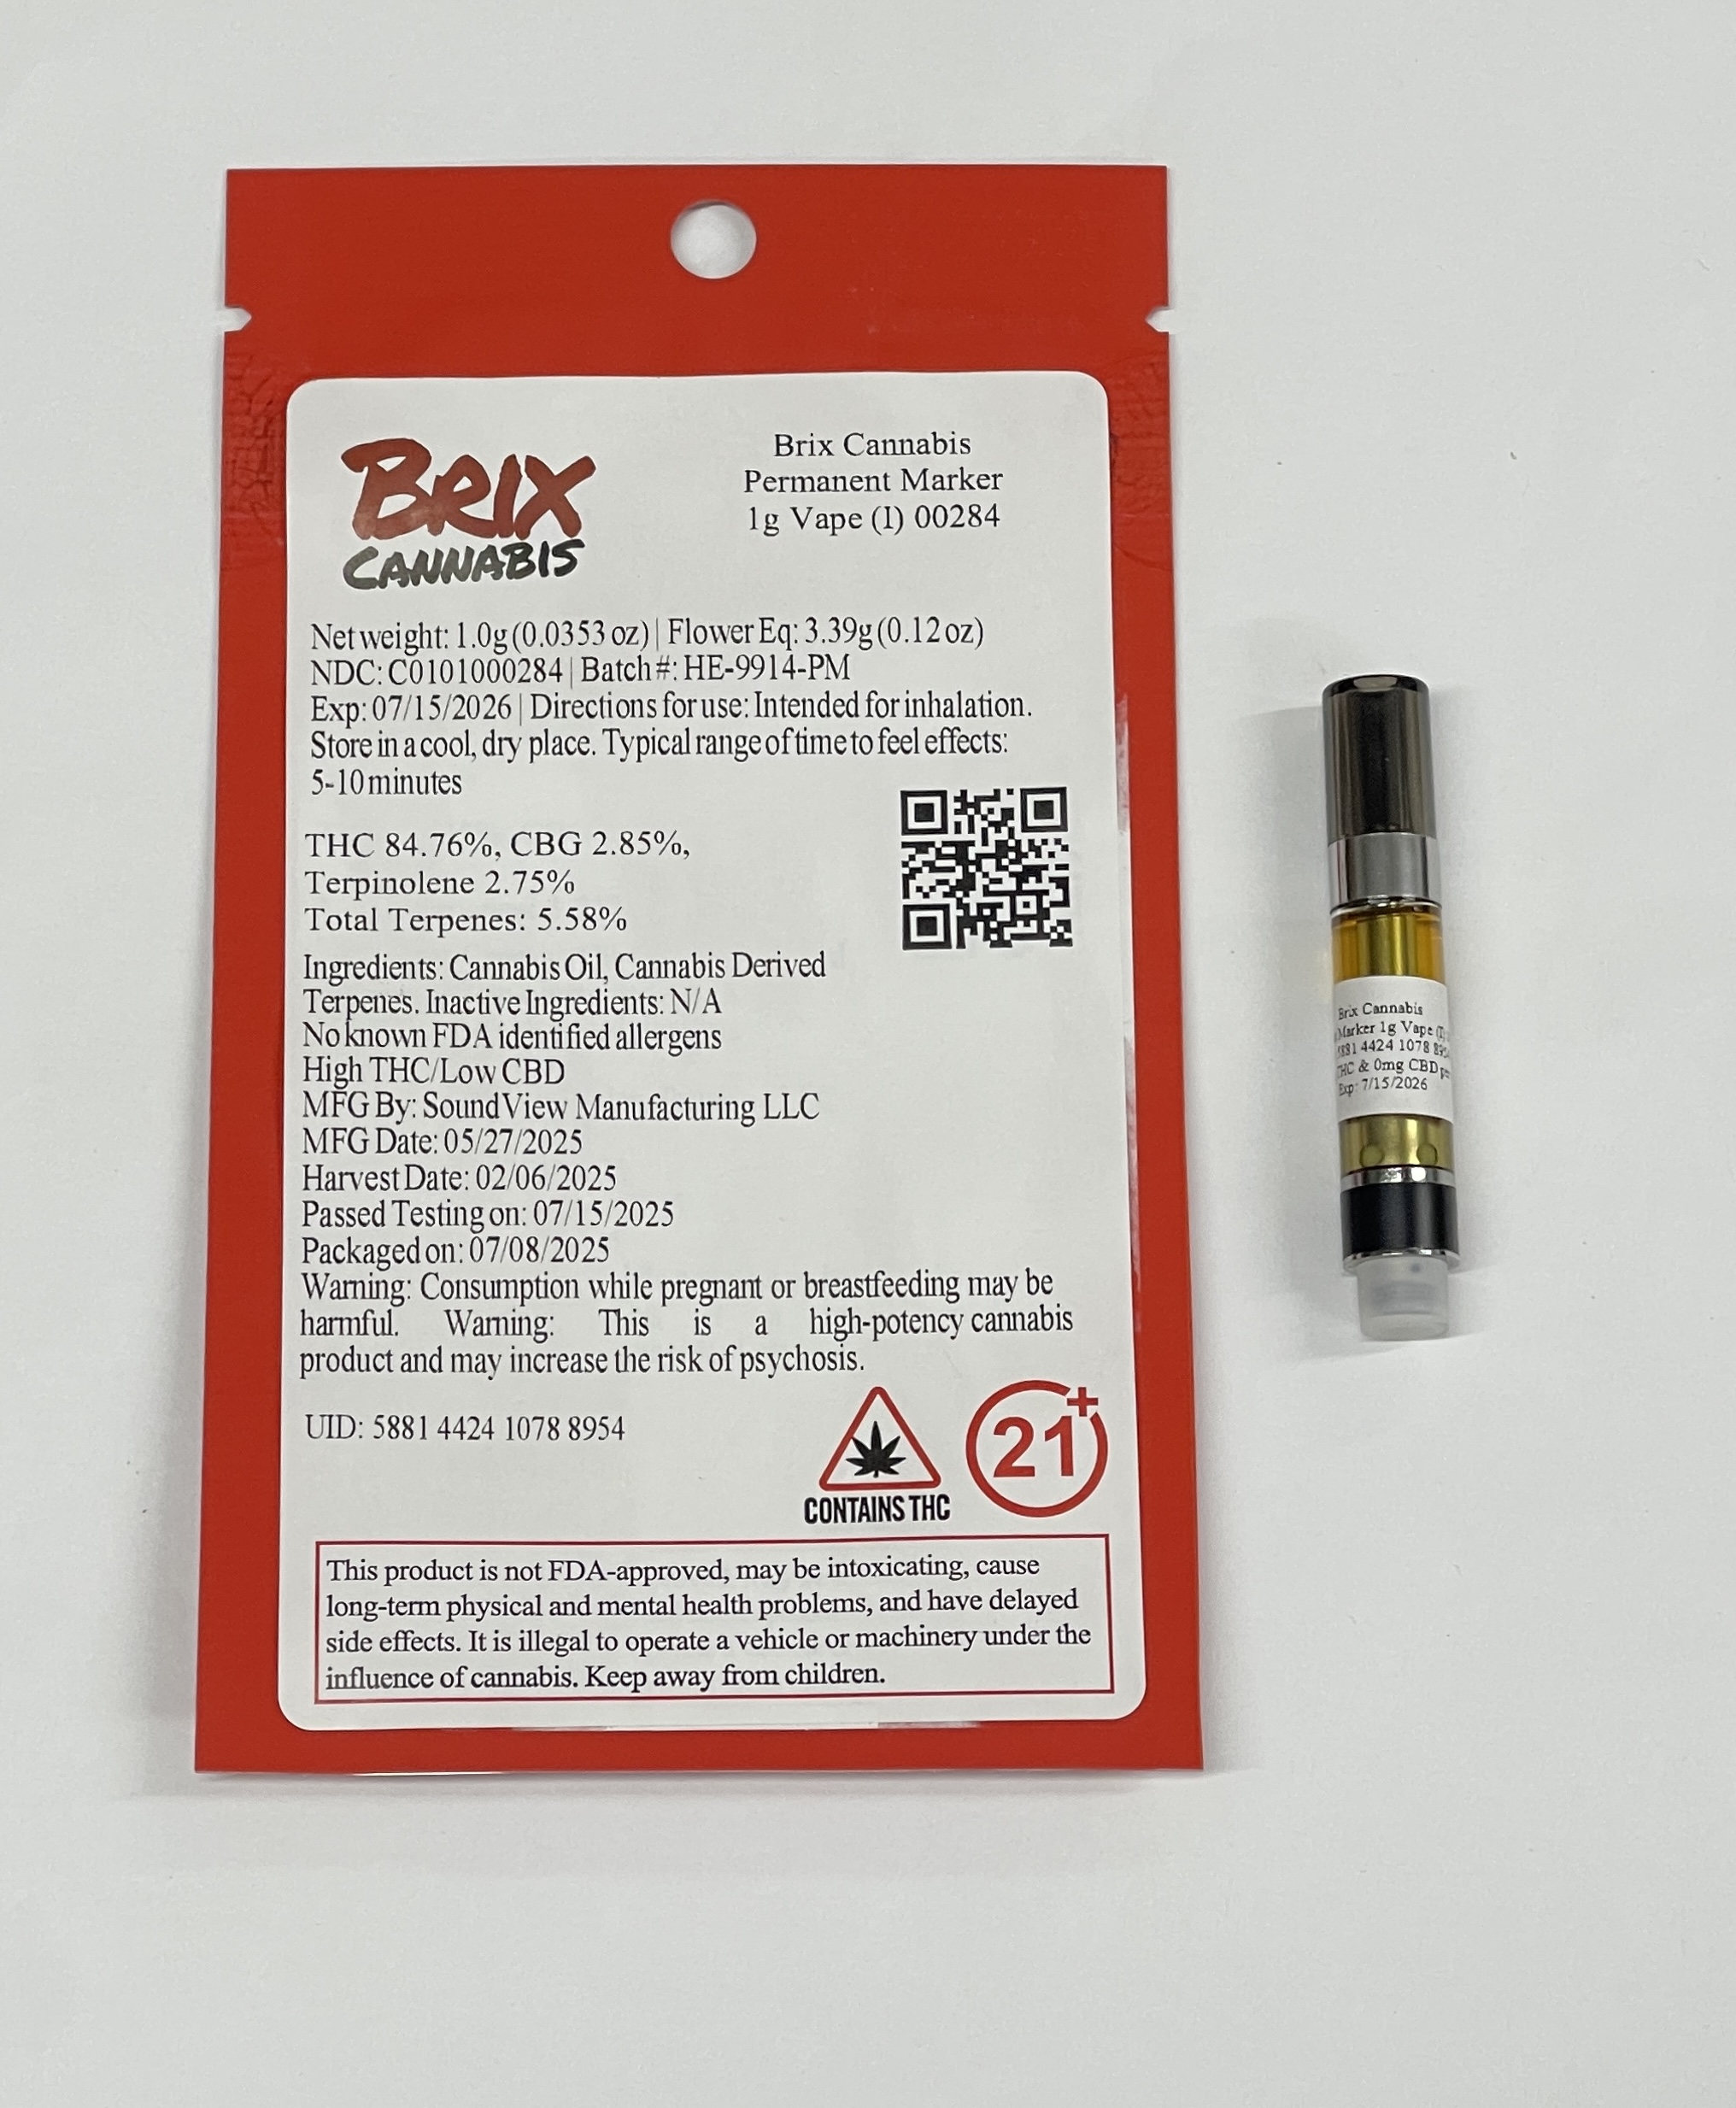 BRIX
CANNABIS
Brix Cannabis
Permanent Marker
1g Vape (I) 00284
Net weight: 1.0g (0.0353 oz) | Flower Eq: 3.39g (0.12 oz)
NDC: C0101000284 | Batch #: HE-9914-PM
Exp: 07/15/2026 | Directions for use: Intended for inhalation.
Store in a cool, dry place. Typical range of time to feel effects:
5-10 minutes
THC 84.76%, CBG 2.85%,
Terpinolene 2.75%
Total Terpenes: 5.58%
Ingredients: Cannabis Oil, Cannabis Derived
Terpenes. Inactive Ingredients: N/A
No known FDA identified allergens
High THC/Low CBD
MFG By: SoundView Manufacturing LLC
MFG Date: 05/27/2025
Harvest Date: 02/06/2025
Passed Testing on: 07/15/2025
Packaged on: 07/08/2025
Warning: Consumption while pregnant or breastfeeding may be
harmful. Warning: This is a high-potency cannabis
product and may increase the risk of psychosis.
UID: 5881 4424 1078 8954
CONTAINS THC
21+
This product is not FDA-approved, may be intoxicating, cause
long-term physical and mental health problems, and have delayed
side effects. It is illegal to operate a vehicle or machinery under the
influence of cannabis. Keep away from children.
Brix Cannabis
Marker 1g Vape (I)
4424 1078
THC & 0mg CBD
Exp: 7/15/2026